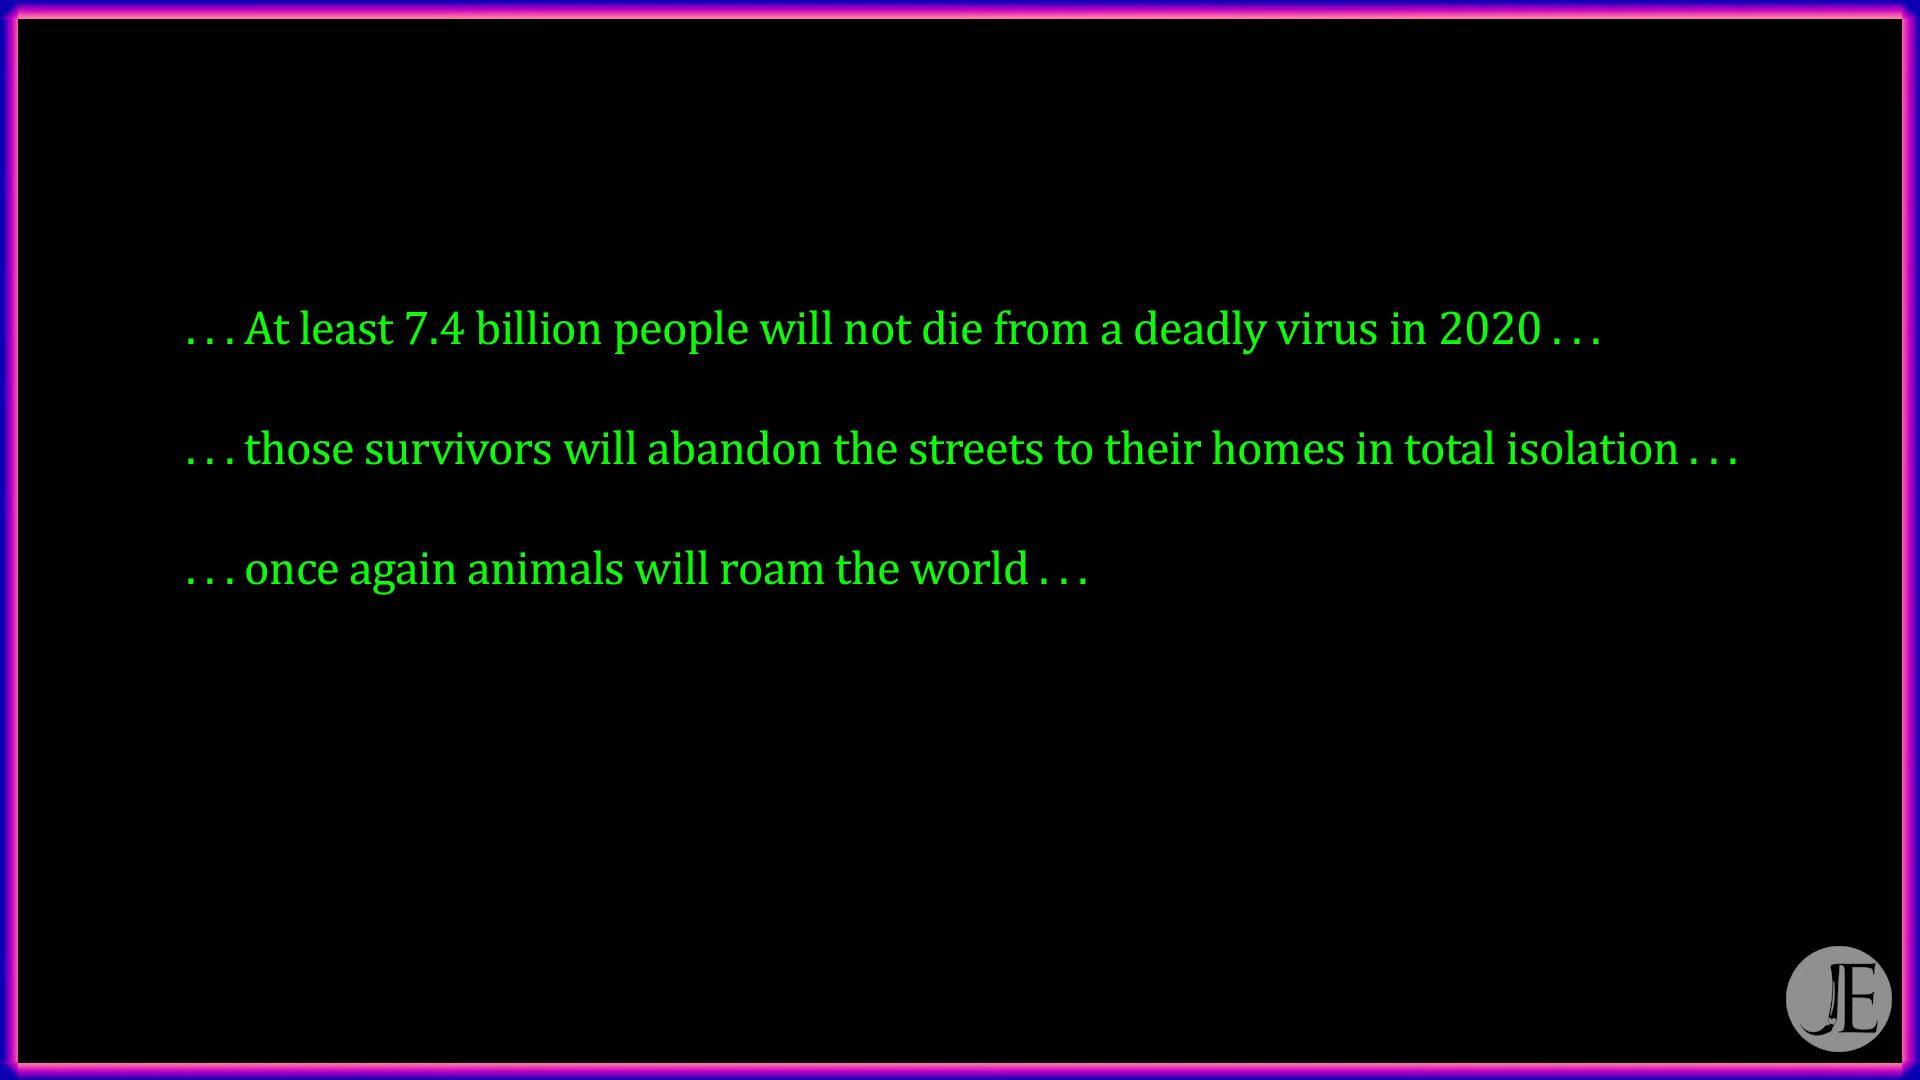 . . . At least 7.4 billion people will not die from a deadly virus in 2020 . . .
. . . those survivors will abandon the streets to their homes in total isolation . . .
. . . once again animals will roam the world . . .
JE